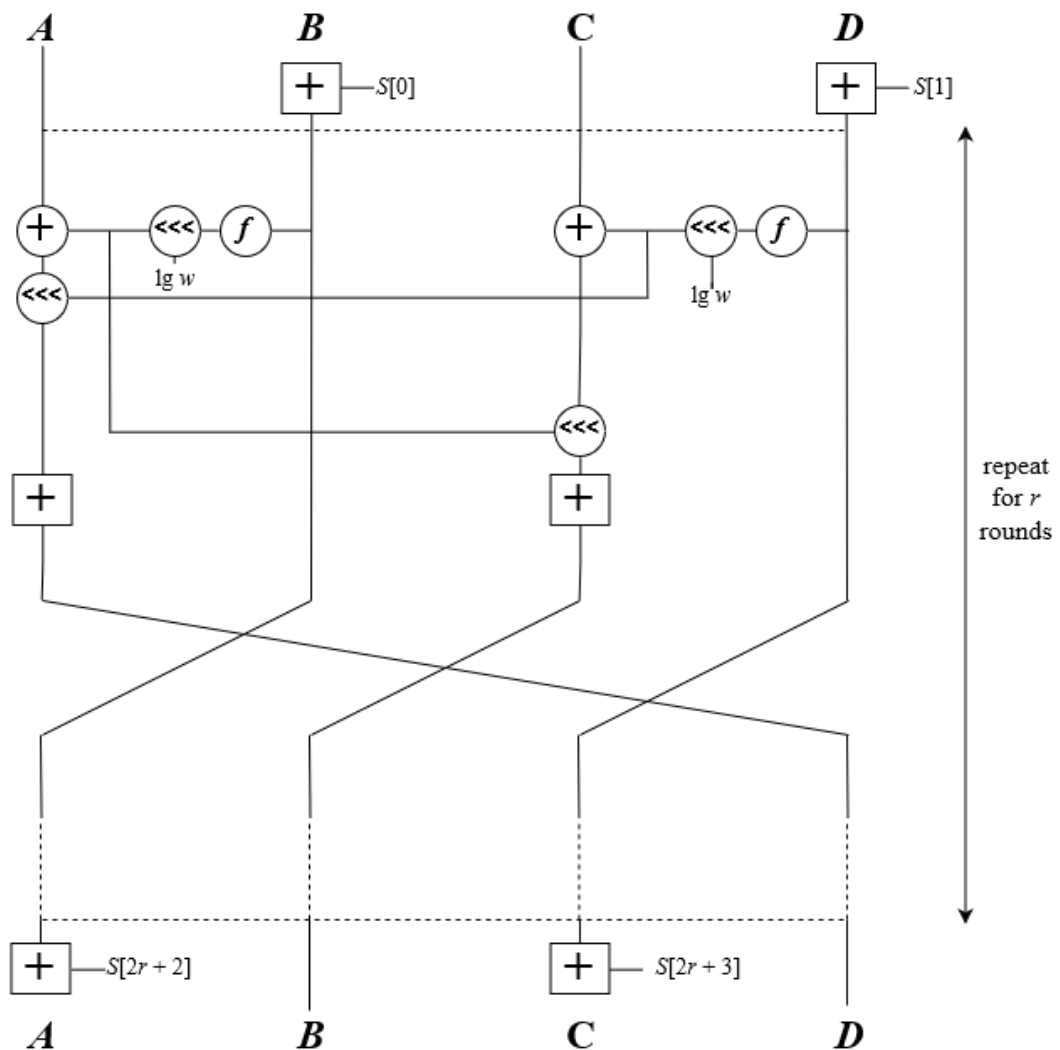 A B C D
+ S[0] + S[1]
+ <<< f + <<< f
lg w
<<< lg w
<<<
+ +
repeat
for r
rounds
+ S[2r + 2] + S[2r + 3]
A B C D